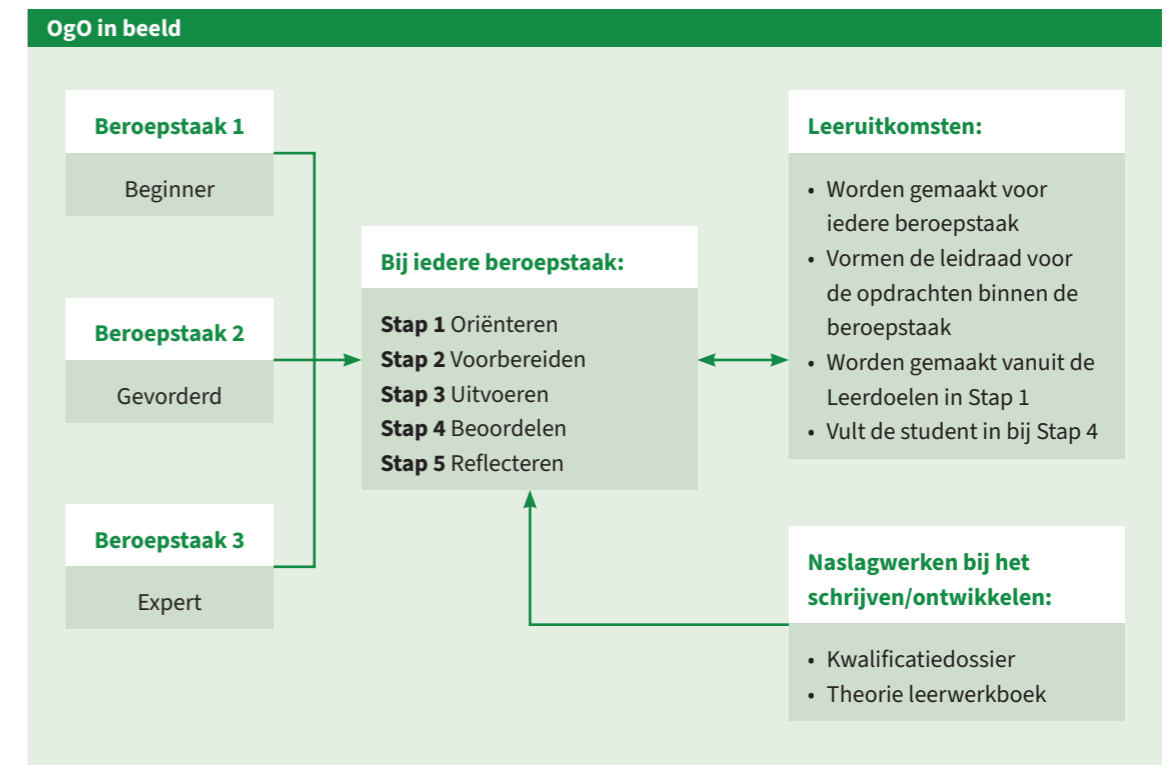 OgO in beeld
Beroepstaak 1
Beginner
Beroepstaak 2
Gevorderd
Beroepstaak 3
Expert
Bij iedere beroepstaak:
Stap 1 Oriënteren
Stap 2 Voorbereiden
Stap 3 Uitvoeren
Stap 4 Beoordelen
Stap 5 Reflecteren
Leeruitkomsten:
• Worden gemaakt voor
iedere beroepstaak
• Vormen de leidraad voor
de opdrachten binnen de
beroepstaak
• Worden gemaakt vanuit de
Leerdoelen in Stap 1
• Vult de student in bij Stap 4
Naslagwerken bij het
schrijven/ontwikkelen:
• Kwalificatiedossier
• Theorie leerwerkboek